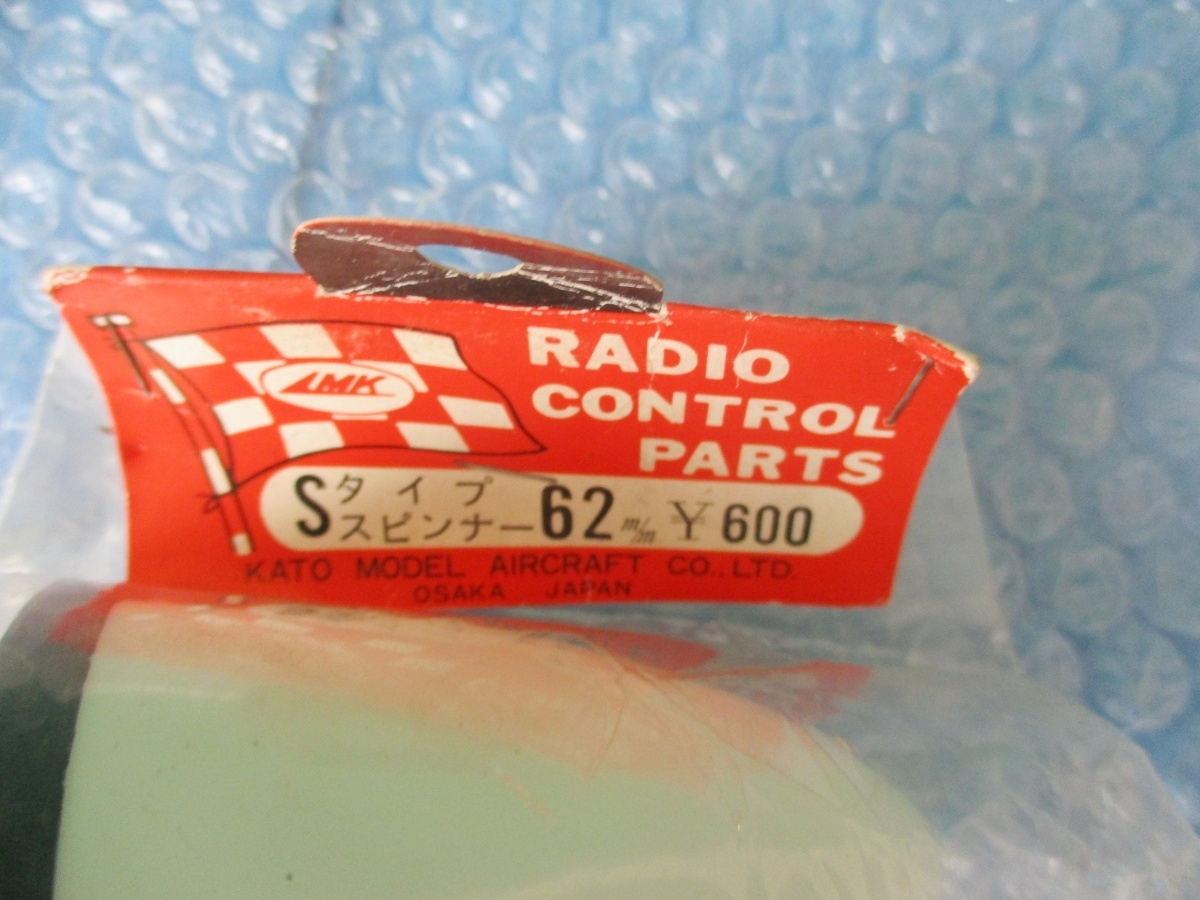 LMK
RADIO
CONTROL
PARTS
Sタイプ
スピンナー62m/m ¥600
KATO MODEL AIRCRAFT CO., LTD.
OSAKA JAPAN